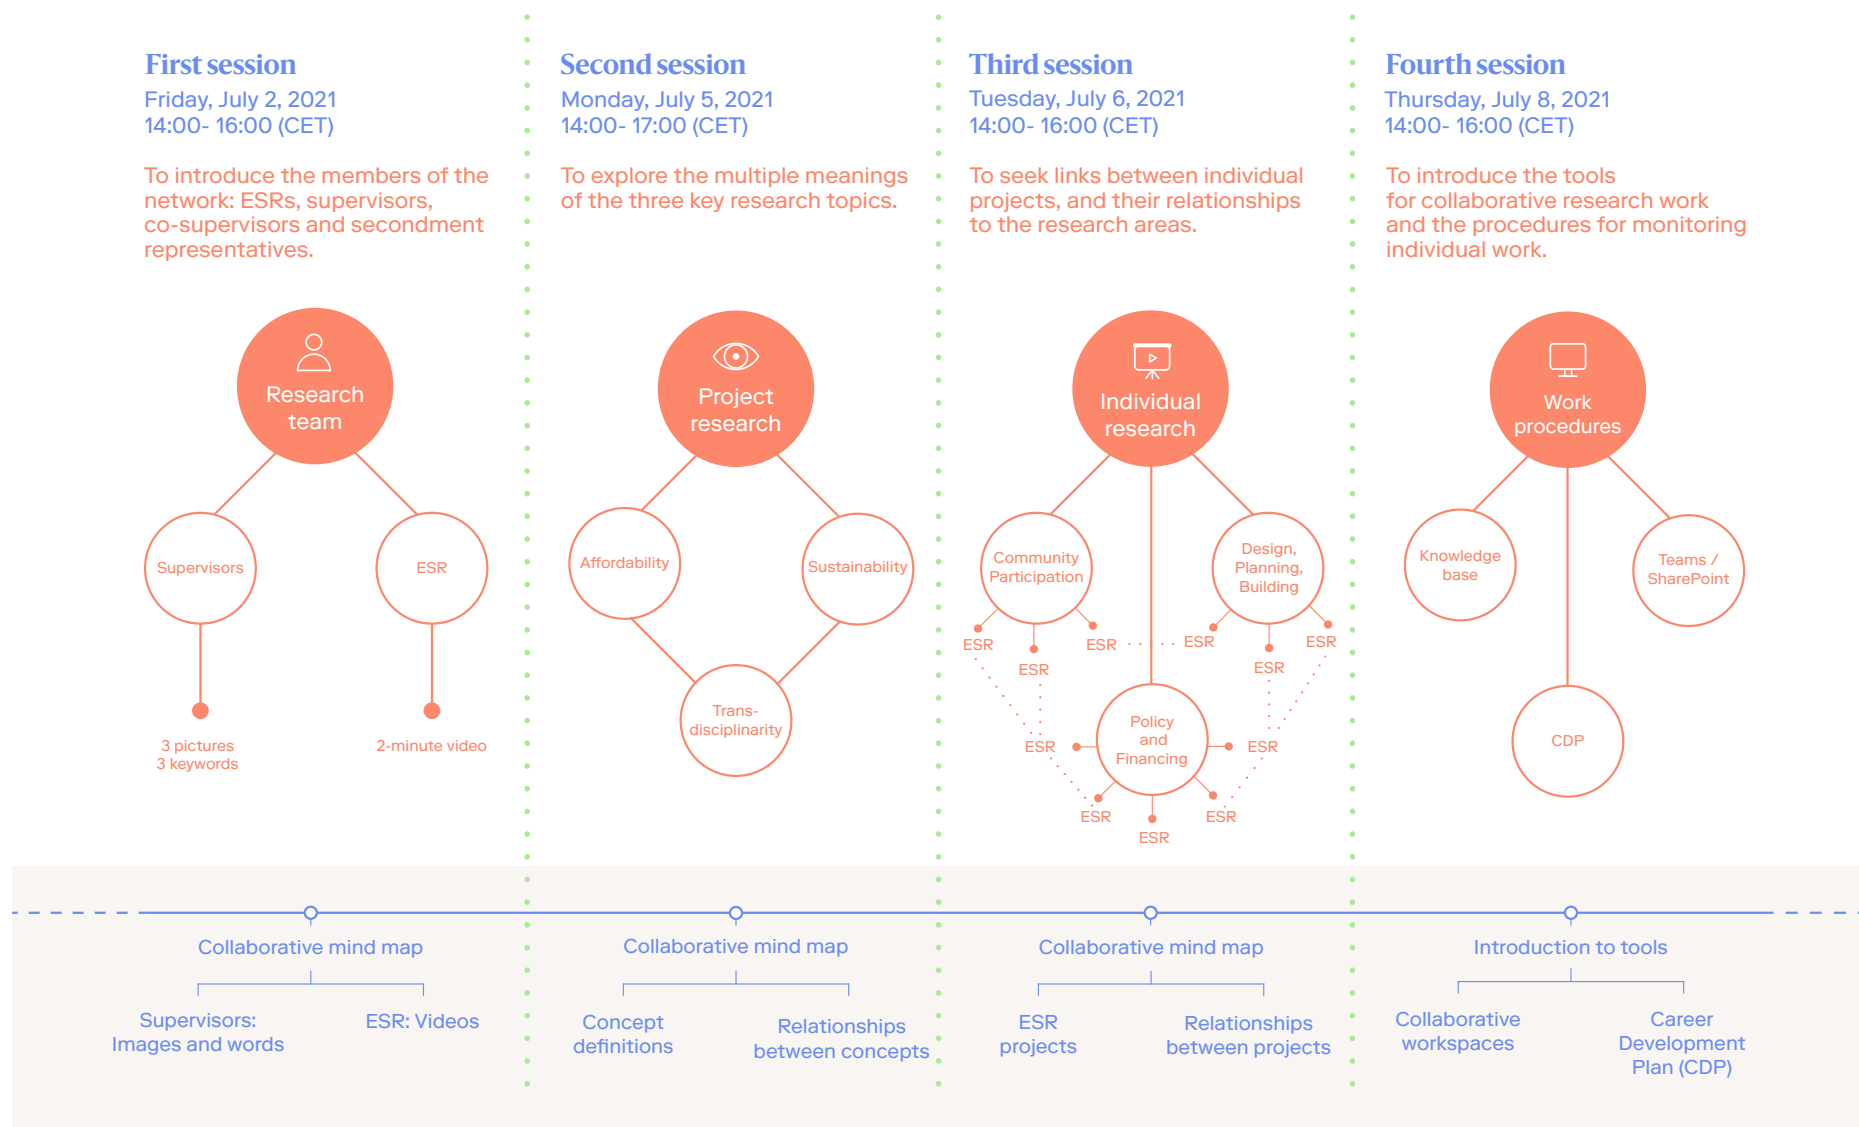 First session
Friday, July 2, 2021
14:00- 16:00 (CET)
To introduce the members of the
network: ESRs, supervisors,
co-supervisors and secondment
representatives.
Research
team
Supervisors
ESR
3 pictures
3 keywords
2-minute video
Second session
Monday, July 5, 2021
14:00- 17:00 (CET)
To explore the multiple meanings
of the three key research topics.
Project
research
Affordability
Sustainability
Trans-
disciplinarity
Third session
Tuesday, July 6, 2021
14:00- 16:00 (CET)
To seek links between individual
projects, and their relationships
to the research areas.
Individual
research
Community
Participation
Design,
Planning,
Building
ESR
ESR
ESR
ESR
ESR
ESR
Policy
and
Financing
ESR
ESR
ESR
ESR
ESR
Fourth session
Thursday, July 8, 2021
14:00- 16:00 (CET)
To introduce the tools
for collaborative research work
and the procedures for monitoring
individual work.
Work
procedures
Knowledge
base
Teams /
SharePoint
CDP
Collaborative mind map
Supervisors:
Images and words
ESR: Videos
Collaborative mind map
Concept
definitions
Relationships
between concepts
Collaborative mind map
ESR
projects
Relationships
between projects
Introduction to tools
Collaborative
workspaces
Career
Development
Plan (CDP)